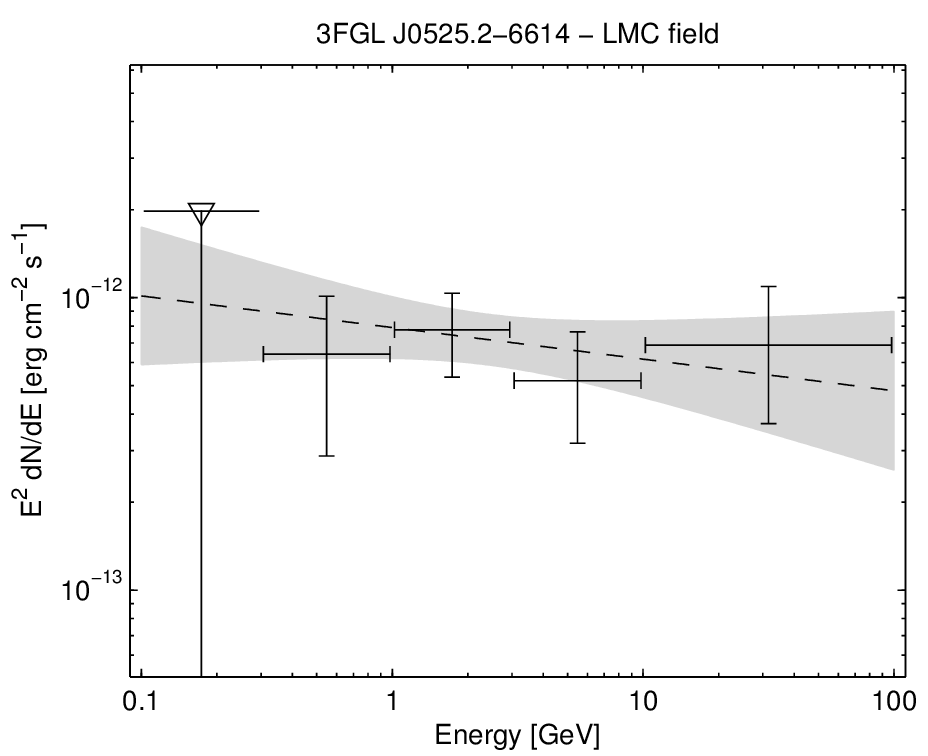 3FGL J0525.2−6614 − LMC field
E² dN/dE [erg cm⁻² s⁻¹]
10⁻¹²
10⁻¹³
0.1 1 10 100
Energy [GeV]